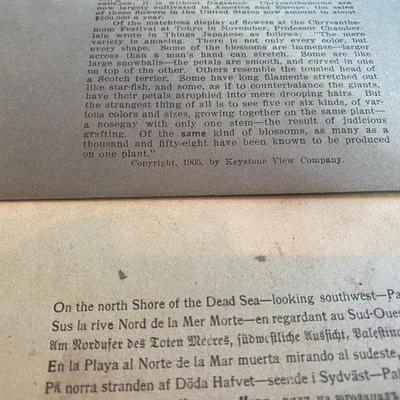 surface; it is without fragrance. Chrysanthemums are
now largely cultivated in America and Europe; the sales
of these flowers in the United States now amount to about
$500,000 a year.
Of the matchless display of flowers at the Chrysanthe-
mum Festival at Tokyo in November, Professor Chamber-
lain wrote in Things Japanese as follows: "The mere
variety is amazing. There is not only every color, but
every shape. Some of the blossoms are immense—larger
across than a man's hand can stretch. Some are like
large snowballs—the petals are smooth, and curved in one
on top of the other. Others resemble the tousled head of
a Scotch terrier. Some have long filaments stretched out
like star-fish, and some, as if to counterbalance the giants,
have their petals atrophied into mere drooping hairs. But
the strangest thing of all is to see five or six kinds, of var-
ious colors and sizes, growing together on the same plant—
a nosegay with only one stem—the result of judicious
grafting. Of the same kind of blossoms, as many as a
thousand and fifty-eight have been known to be produced
on one plant."
Copyright, 1905, by Keystone View Company.
On the north Shore of the Dead Sea—looking southwest—Pa
Sus la rive Nord de la Mer Morte—en regardant au Sud-Oues
Am Nordufer des Toten Meeres, südwestliche Aussicht, Palestina
En la Playa al Norte de la Mar muerta mirando al sudeste,
På norra stranden af Döda Hafvet—seende i Sydväst—Pal